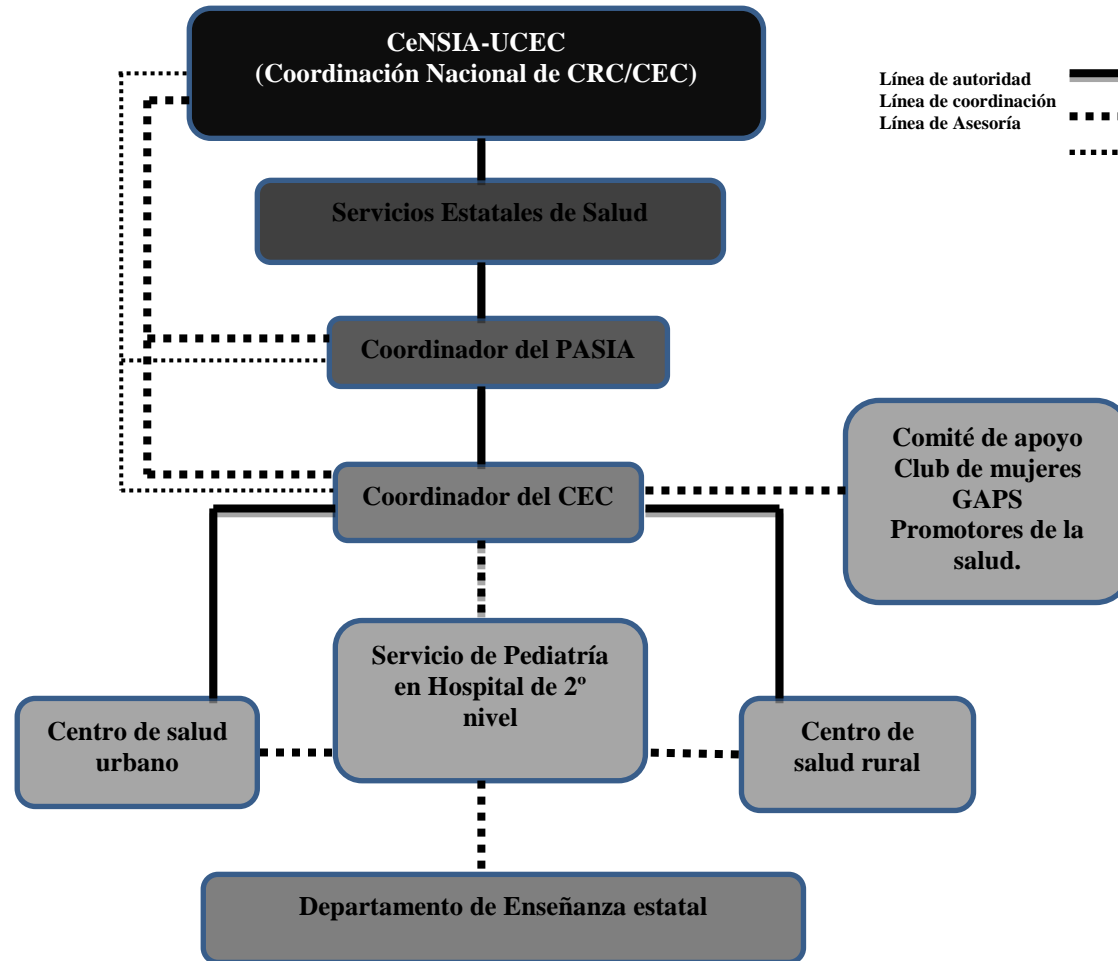 CeNSIA-UCEC
(Coordinación Nacional de CRC/CEC)
Línea de autoridad
Línea de coordinación
Línea de Asesoría
Servicios Estatales de Salud
Coordinador del PASIA
Comité de apoyo
Club de mujeres
GAPS
Promotores de la
salud.
Coordinador del CEC
Servicio de Pediatría
en Hospital de 2º
nivel
Centro de salud
urbano
Centro de
salud rural
Departamento de Enseñanza estatal